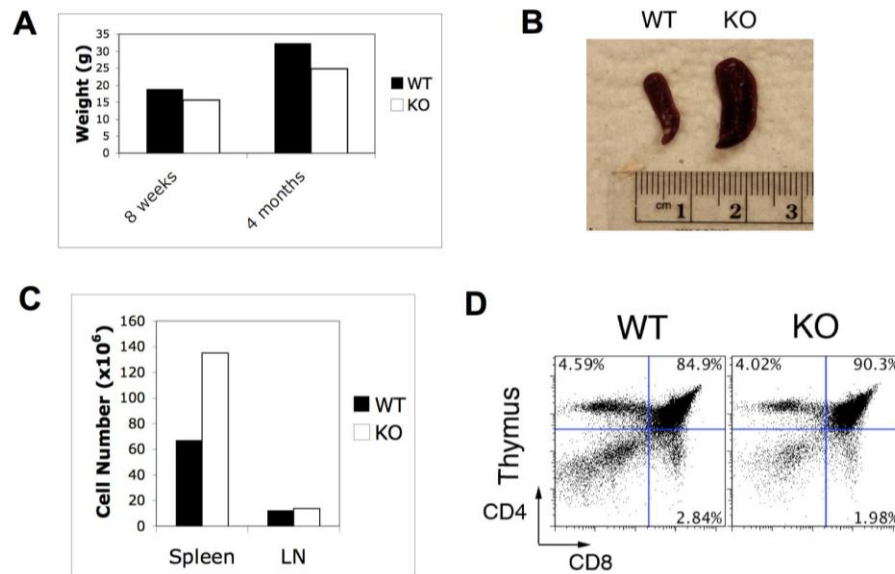 A
Weight (g)
35
30
25
20
15
10
5
0
8 weeks
4 months
WT
KO
B
WT KO
cm 1 2 3
C
Cell Number (x10⁶)
160
140
120
100
80
60
40
20
0
Spleen LN
WT
KO
D
WT KO
Thymus
4.59% 84.9% 4.02% 90.3%
2.84% 1.98%
CD4
CD8